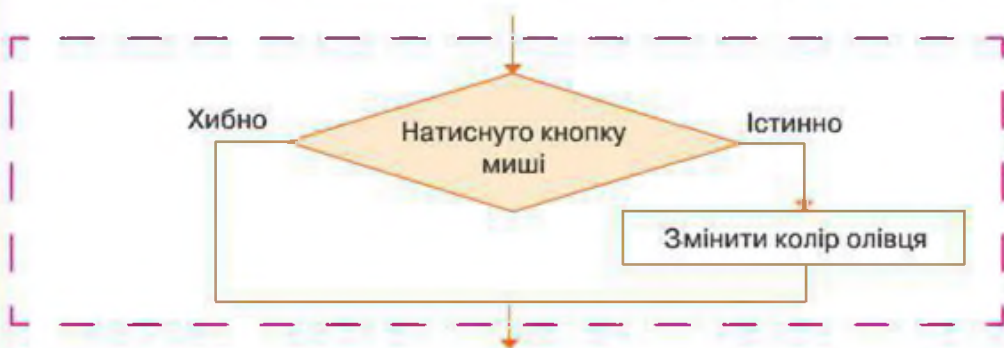 Хибно
Натиснуто кнопку
миші
Істинно
Змінити колір олівця